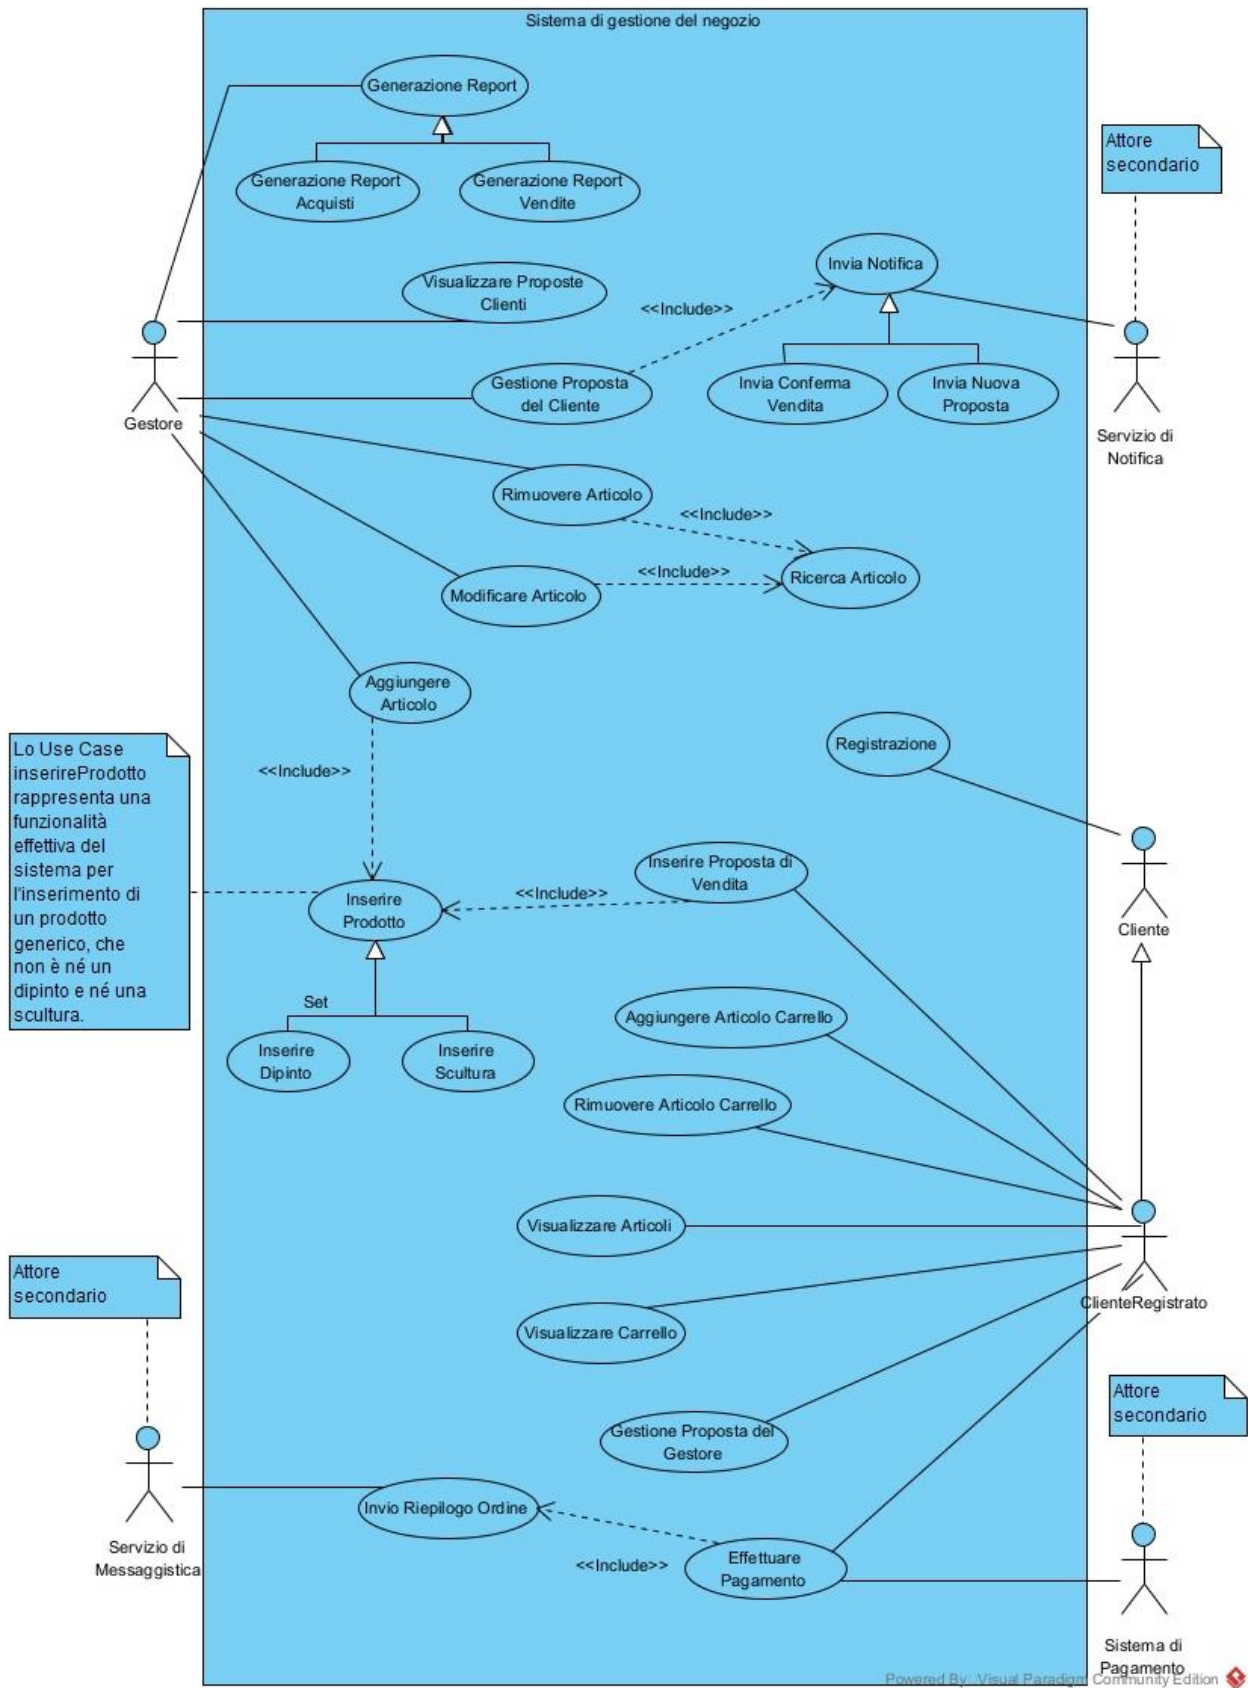 Sistema di gestione del negozio
Generazione Report
Generazione Report
Acquisti
Generazione Report
Vendite
Attore
secondario
Visualizzare Proposte
Clienti
Invia Notifica
<<Include>>
Gestione Proposta
del Cliente
Invia Conferma
Vendita
Invia Nuova
Proposta
Gestore
Servizio di
Notifica
Rimuovere Articolo
<<Include>>
Modificare Articolo
<<Include>>
Ricerca Articolo
Aggiungere
Articolo
Registrazione
Lo Use Case
inserireProdotto
rappresenta una
funzionalità
effettiva del
sistema per
l'inserimento di
un prodotto
generico, che
non è né un
dipinto e né una
scultura.
<<Include>>
Inserire Proposta di
Vendita
<<Include>>
Inserire
Prodotto
Cliente
Set
Inserire
Dipinto
Inserire
Scultura
Aggiungere Articolo Carrello
Rimuovere Articolo Carrello
Visualizzare Articoli
ClienteRegistrato
Attore
secondario
Visualizzare Carrello
Attore
secondario
Gestione Proposta del
Gestore
Invio Riepilogo Ordine
Servizio di
Messaggistica
<<Include>>
Effettuare
Pagamento
Sistema di
Pagamento
Powered By: Visual Paradigm Community Edition